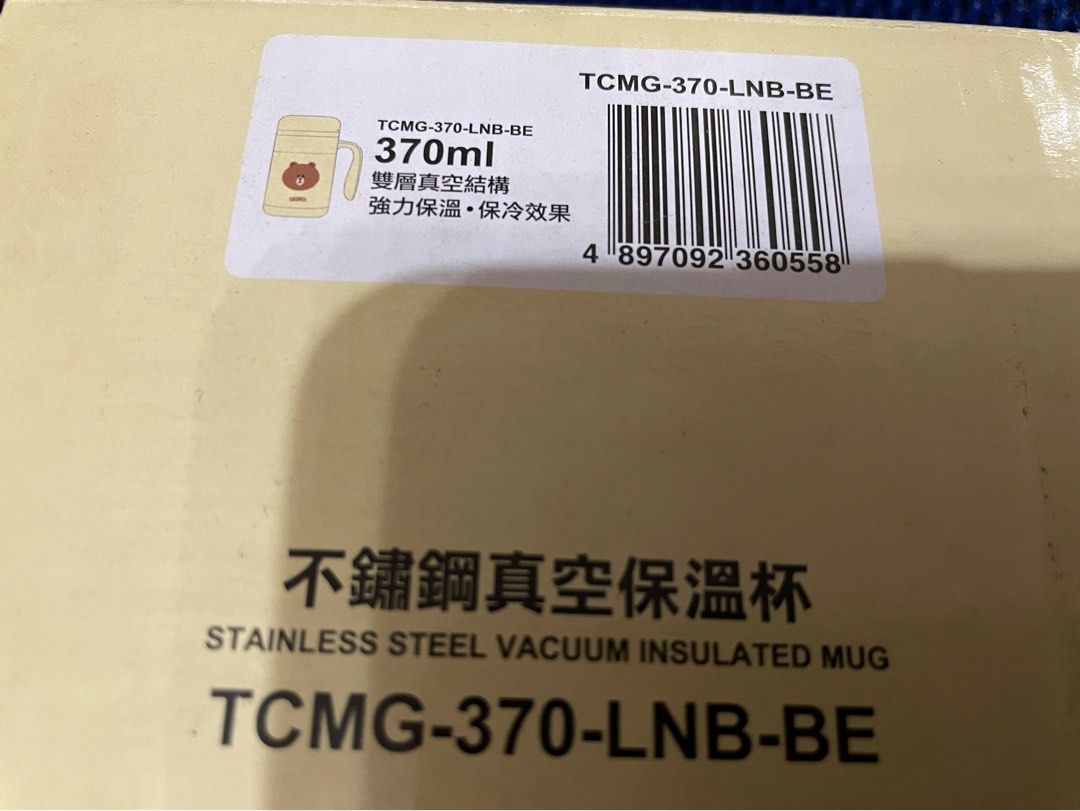 TCMG-370-LNB-BE
TCMG-370-LNB-BE
370ml
雙層真空結構
強力保溫•保冷效果
4 897092 360558
不鏽鋼真空保溫杯
STAINLESS STEEL VACUUM INSULATED MUG
TCMG-370-LNB-BE